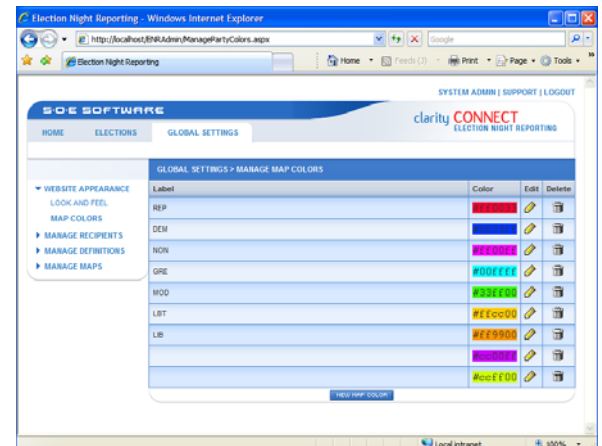 Election Night Reporting - Windows Internet Explorer
http://localhost/ENRAdmin/ManagePartyColors.aspx
Google
Election Night Reporting
Home Feeds (J) Print Page Tools
SYSTEM ADMIN | SUPPORT | LOGOUT
SOE SOFTWARE
clarity CONNECT
ELECTION NIGHT REPORTING
HOME ELECTIONS GLOBAL SETTINGS
GLOBAL SETTINGS > MANAGE MAP COLORS
WEBSITE APPEARANCE
LOOK AND FEEL
MAP COLORS
MANAGE RECIPIENTS
MANAGE DEFINITIONS
MANAGE MAPS
Label Color Edit Delete
REP #ff0033
DEM
NON #ff00ff
GRE #00ffff
MOD #33ff00
LBT #ffcc00
LIB #ff9900
#cc00ff
#ccff00
NEW MAP COLOR
Local intranet 100%